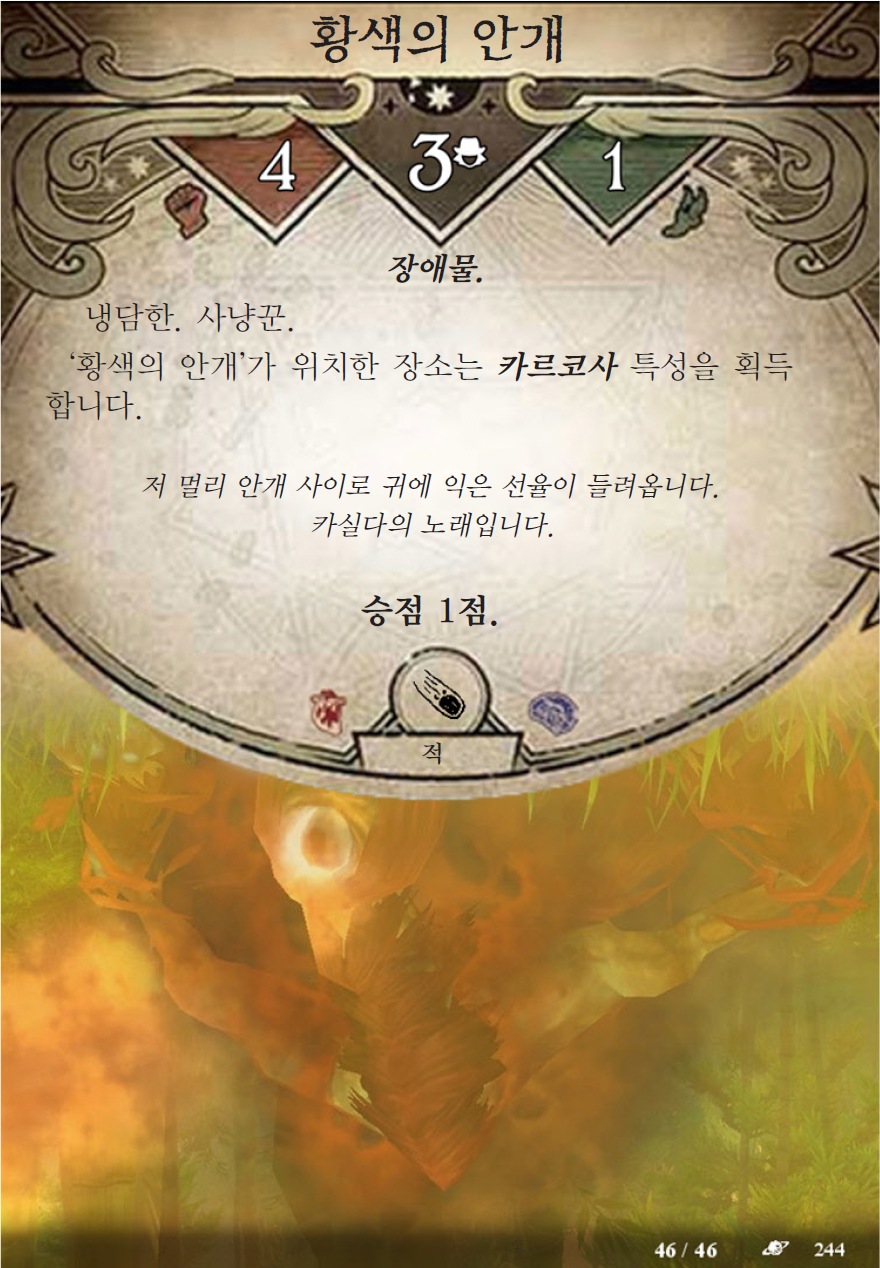 황색의 안개
4 3 1
장애물.
냉담한. 사냥꾼.
‘황색의 안개’가 위치한 장소는 카르코사 특성을 획득
합니다.
저 멀리 안개 사이로 귀에 익은 선율이 들려옵니다.
카실다의 노래입니다.
승점 1점.
적
46 / 46 244